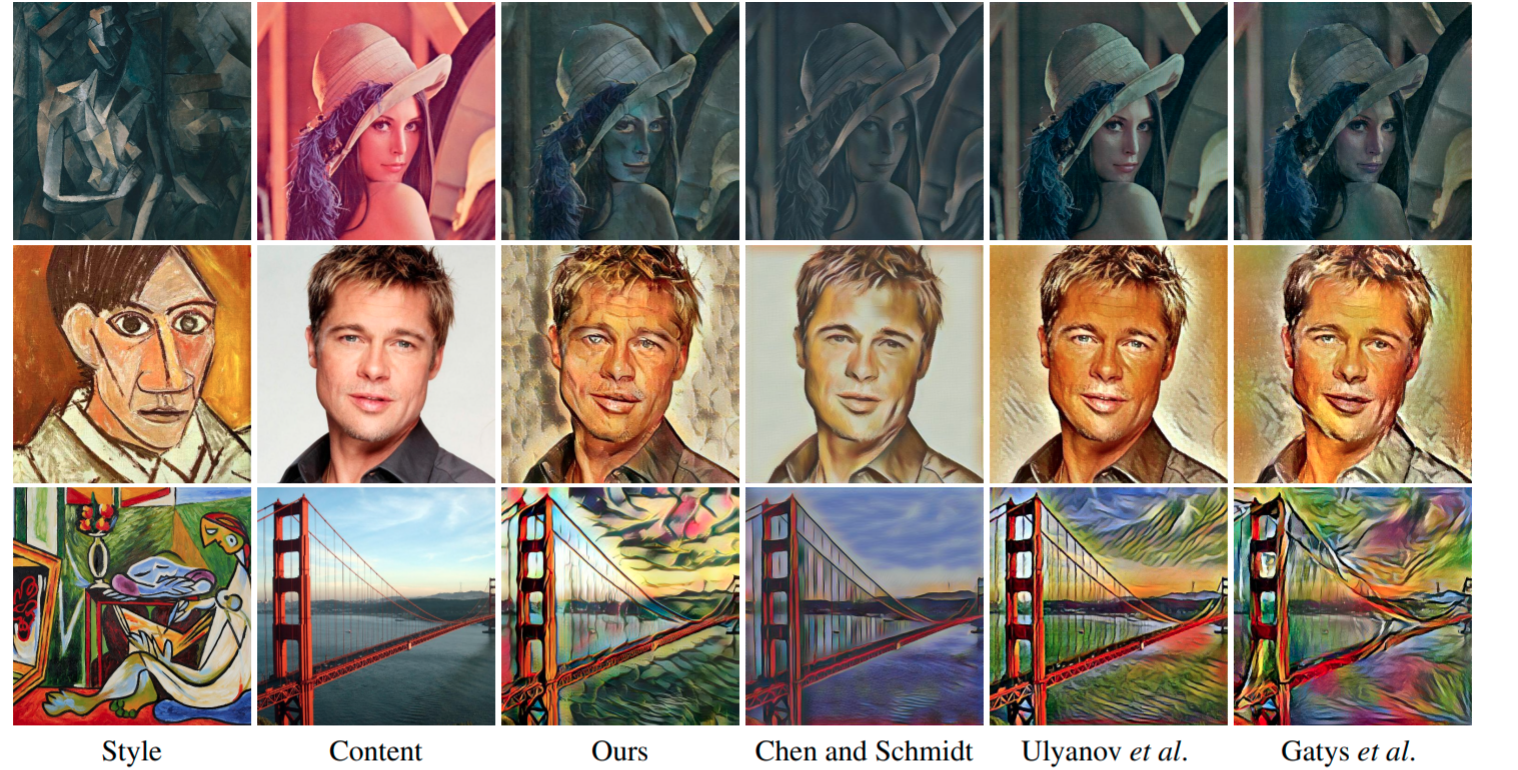 Style Content Ours Chen and Schmidt Ulyanov et al. Gatys et al.